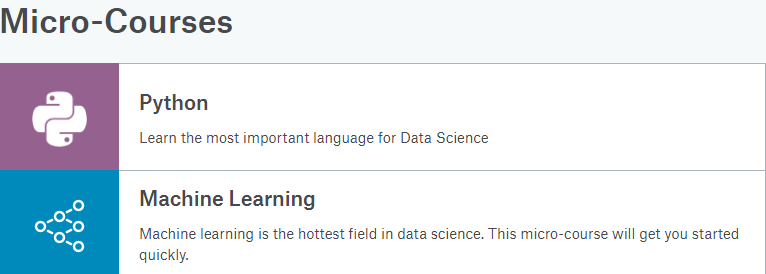 Micro-Courses
Python
Learn the most important language for Data Science
Machine Learning
Machine learning is the hottest field in data science. This micro-course will get you started
quickly.